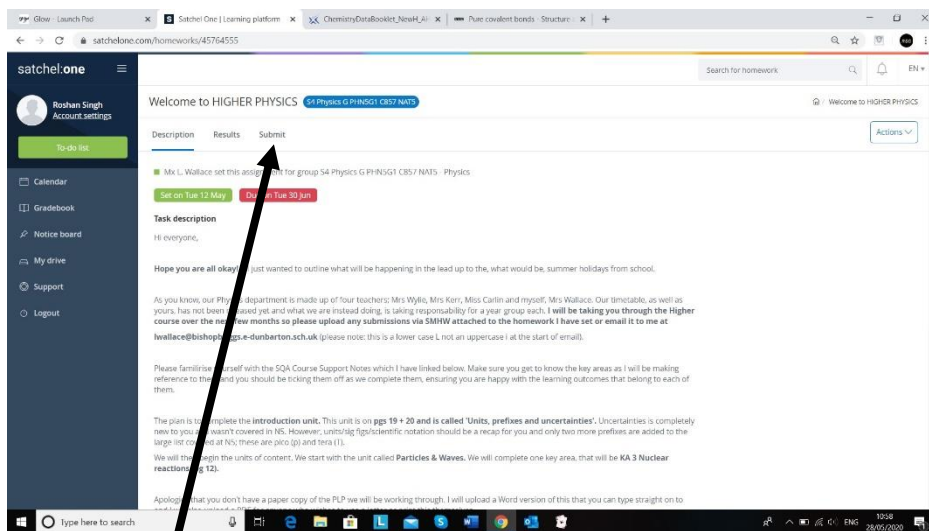 Glow - Launch Pad
Satchel One | Learning platform
ChemistryDataBooklet_NewH_AH
Pure covalent bonds - Structure
satchelone.com/homeworks/45764555
satchel:one
Search for homework
EN
Roshan Singh
Account settings
To-do list
Calendar
Gradebook
Notice board
My drive
Support
Logout
Welcome to HIGHER PHYSICS
S4 Physics G PHN5G1 C857 NAT5
/ Welcome to HIGHER PHYSICS
Description Results Submit
Actions
Mx L. Wallace set this for group S4 Physics G PHN5G1 C857 NAT5 Physics
Set on Tue 12 May
on Tue 30 Jun
Task description
Hi everyone,
Hope you are all okay! I just wanted to outline what will be happening in the lead up to the, what would be, summer holidays from school.
As you know, our department is made up of four teachers; Mrs Wylie, Mrs Kerr, Miss Carlin and myself, Mrs Wallace. Our timetable, as well as
yours, has not been released yet and what we are instead doing, is taking responsibility for a year group each. I will be taking you through the Higher
course over the next few months so please upload any submissions via SMHW attached to the homework I have set or email it to me at
lwallace@bishopbriggs.e-dunbarton.sch.uk (please note; this is a lower case L not an uppercase i at the start of email).
Please familirise yourself with the SQA Course Support Notes which I have linked below. Make sure you get to know the key areas as I will be making
reference to them and you should be ticking them off as we complete them, ensuring you are happy with the learning outcomes that belong to each of
them.
The plan is to complete the introduction unit. This unit is on pgs 19 + 20 and is called 'Units, prefixes and uncertainties'. Uncertainties is completely
new to you and wasn't covered in N5. However, units/sig figs/scientific notation should be a recap for you and only two more prefixes are added to the
large list covered at N5; these are pico (p) and tera (T).
We will then begin the units of content. We start with the unit called Particles & Waves. We will complete one key area, that will be KA 3 Nuclear
reactions (pg 12).
that you don't have a paper copy of the PLP we will be working through. I will upload a Word version of this that you can type straight on to
Type here to search
ENG
10:58
28/05/2020